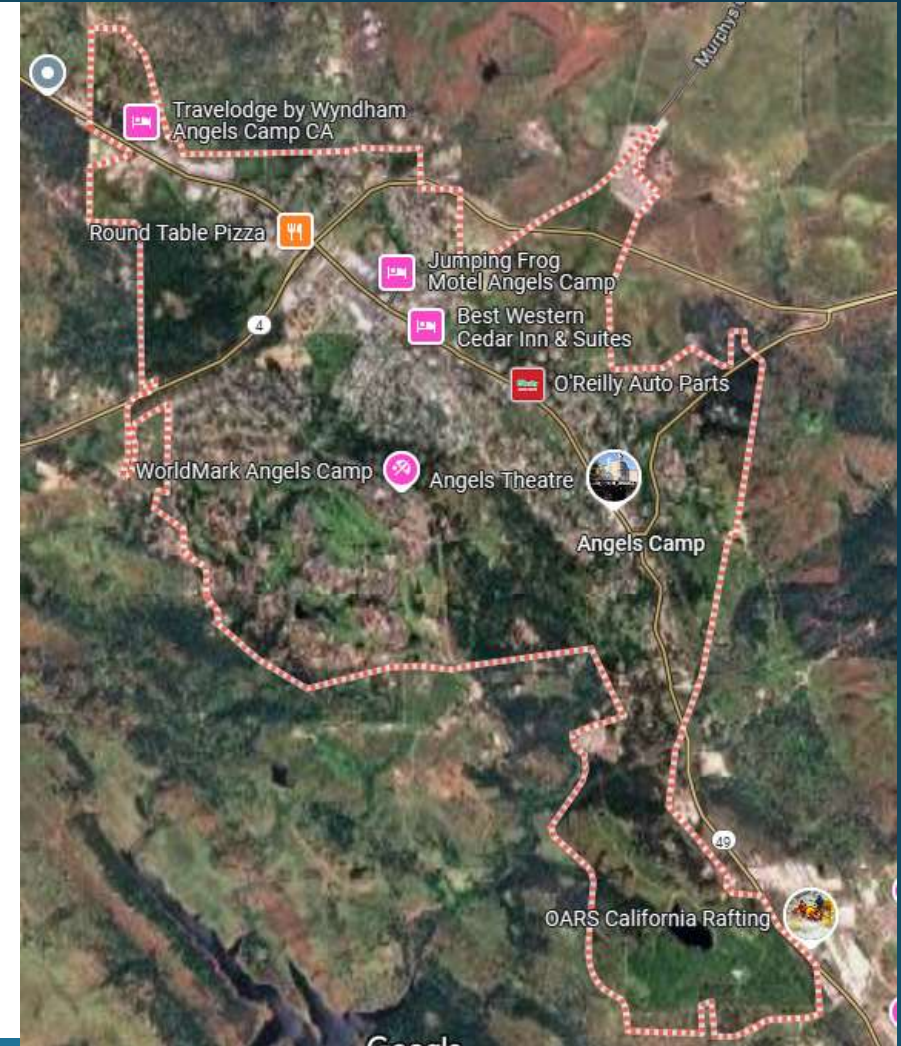 Murphys
Travelodge by Wyndham
Angels Camp CA
Round Table Pizza
Jumping Frog
Motel Angels Camp
Best Western
Cedar Inn & Suites
4
O'Reilly Auto Parts
WorldMark Angels Camp
Angels Theatre
Angels Camp
49
OARS California Rafting
Google